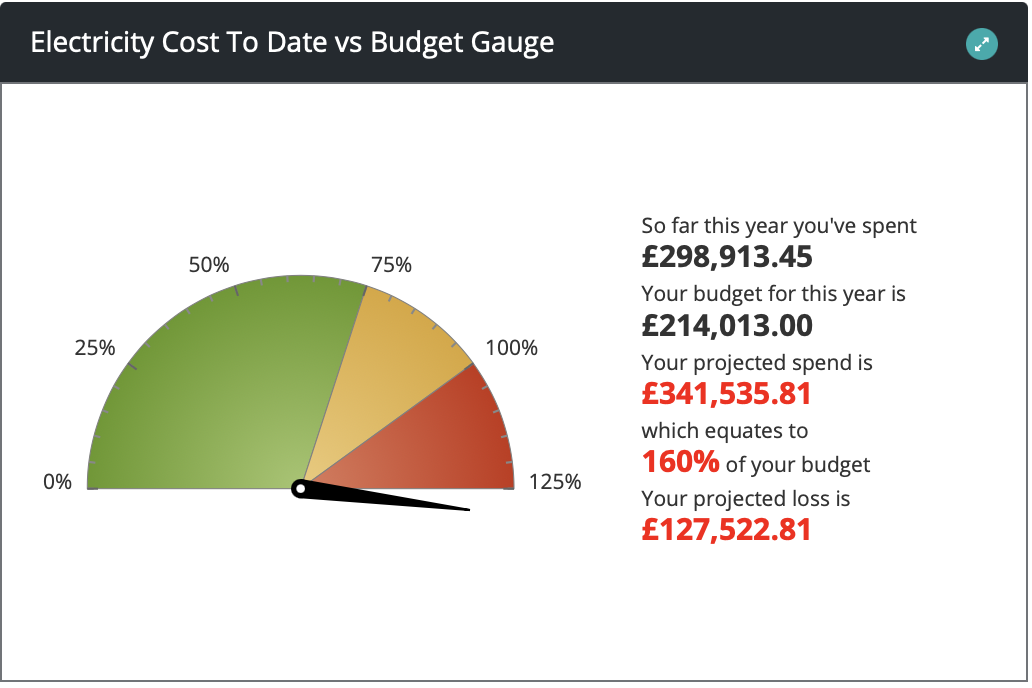 Electricity Cost To Date vs Budget Gauge
50%
75%
25%
100%
0%
125%
So far this year you've spent
£298,913.45
Your budget for this year is
£214,013.00
Your projected spend is
£341,535.81
which equates to
160% of your budget
Your projected loss is
£127,522.81